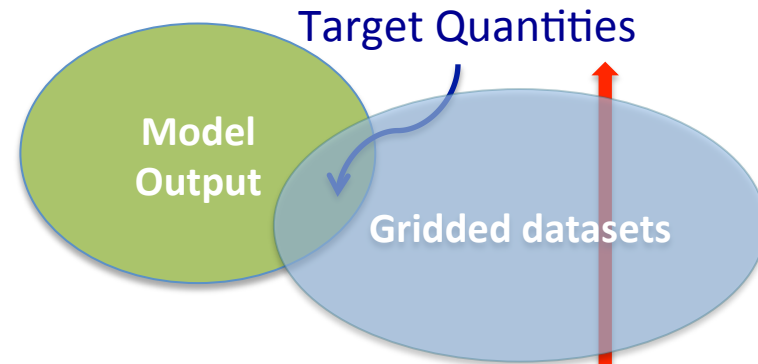 Target Quantities
Model
Output
Gridded datasets